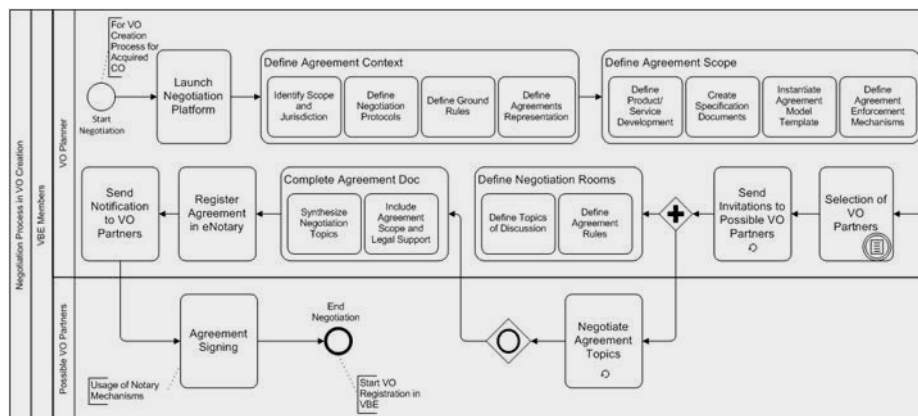 Negotiation Process in VO Creation
VBE Members
VO Planner
For VO
Creation
Process for
Acquired
CO
Start
Negotiation
Launch
Negotiation
Platform
Define Agreement Context
Identify Scope
and
Jurisdiction
Define
Negotiation
Protocols
Define Ground
Rules
Define
Agreements
Representation
Define Agreement Scope
Define
Product/
Service
Development
Create
Specification
Documents
Instantiate
Agreement
Model
Template
Define
Agreement
Enforcement
Mechanisms
Send
Notification
to VO
Partners
Register
Agreement
in eNotary
Complete Agreement Doc
Synthesize
Negotiation
Topics
Include
Agreement
Scope and
Legal Support
Define Negotiation Rooms
Define Topics
of Discussion
Define
Agreement
Rules
Send
Invitations to
Possible VO
Partners
Selection of
VO
Partners
Possible VO Partners
Agreement
Signing
Usage of Notary
Mechanisms
End
Negotiation
Start VO
Registration in
VBE
Negotiate
Agreement
Topics